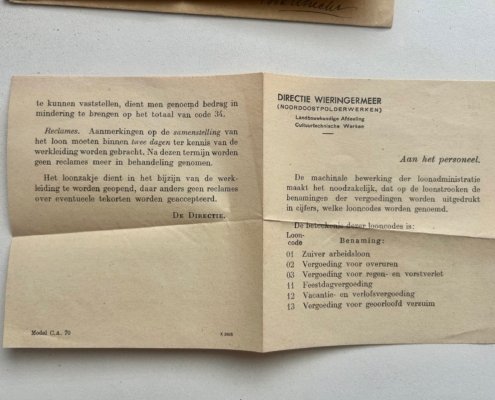 te kunnen vaststellen, dient men genoemd bedrag in
mindering te brengen op het totaal van code 34.
Reclames. Aanmerkingen op de samenstelling van
het loon moeten binnen twee dagen ter kennis van de
werkleiding worden gebracht. Na dezen termijn worden
geen reclames meer in behandeling genomen.
Het loonzakje dient in het bijzijn van de werk-
leiding te worden geopend, daar anders geen reclames
over eventueele tekorten worden geaccepteerd.
DE DIRECTIE.
Model C.A. 70
DIRECTIE WIERINGERMEER
(NOORDOOSTPOLDERWERKEN)
Landbouwkundige Afdeeling
Cultuurtechnische Werken
Aan het personeel.
De machinale bewerking der loonadministratie
maakt het noodzakelijk, dat op de loonstrooken de
benamingen der vergoedingen worden uitgedrukt
in cijfers, welke looncodes worden genoemd.
De beteekenis dezer looncodes is:
Loon-
code Benaming:
01 Zuiver arbeidsloon
02 Vergoeding voor overuren
03 Vergoeding voor regen- en vorstverlet
11 Feestdagvergoeding
12 Vacantie- en verlofsvergoeding
13 Vergoeding voor geoorloofd verzuim